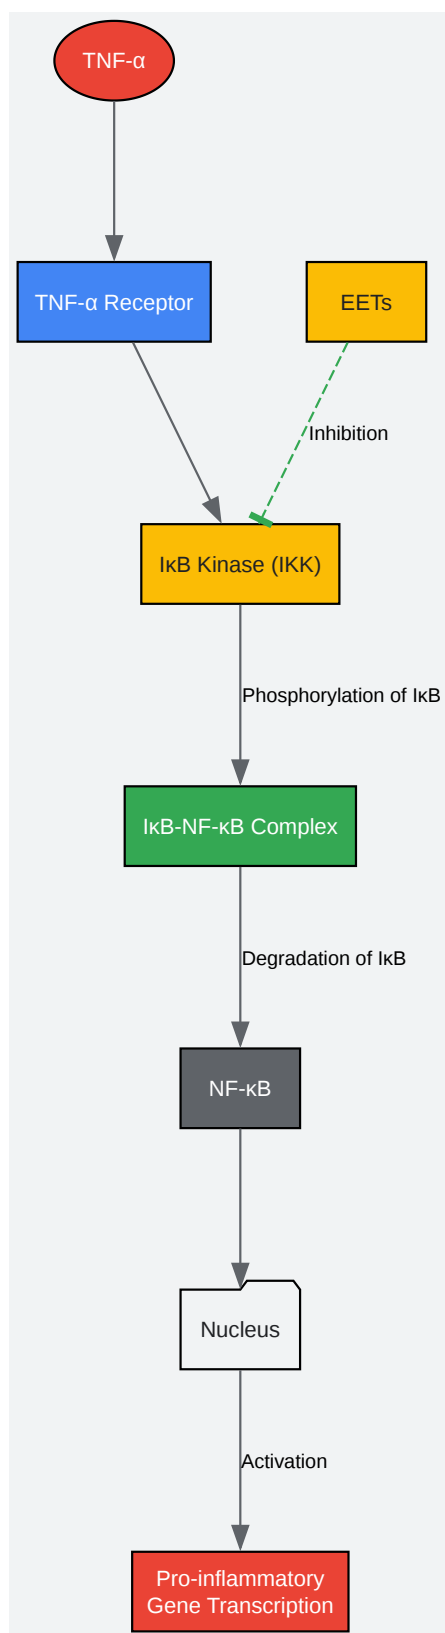 TNF-α
TNF-α Receptor
EETs
Inhibition
IκB Kinase (IKK)
Phosphorylation of IκB
IκB-NF-κB Complex
Degradation of IκB
NF-κB
Nucleus
Activation
Pro-inflammatory
Gene Transcription